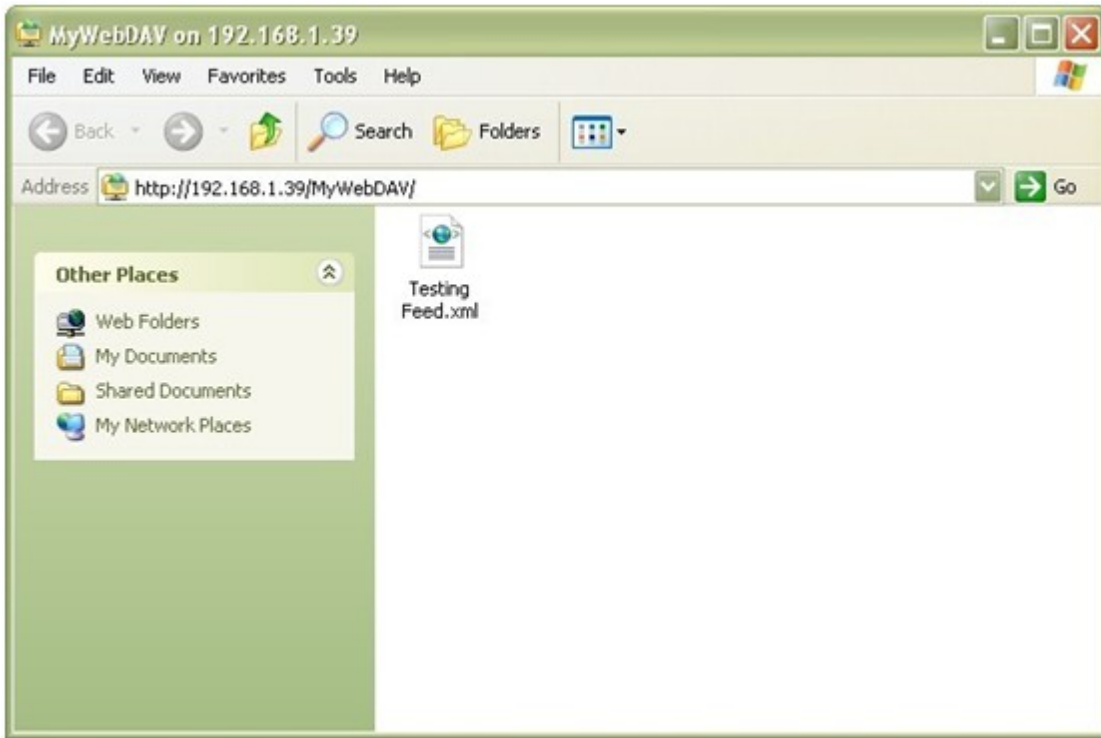 MyWebDAV on 192.168.1.39
File Edit View Favorites Tools Help
Back Search Folders
Address http://192.168.1.39/MyWebDAV/ Go
Other Places
Web Folders
My Documents
Shared Documents
My Network Places
Testing
Feed.xml